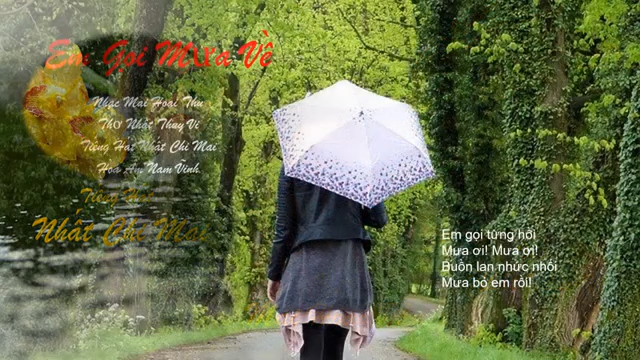 Em Gọi Mưa Về
Nhạc Mai Hoài Thu
Thơ Nhật Thụy Vi
Tiếng Hát Nhất Chi Mai
Hòa Âm Nam Vinh
Tiếng Hát
Nhất Chi Mai
Em gọi từng hồi
Mưa ơi! Mưa ơi!
Buồn lan nhức nhối
Mưa bỏ em rồi!